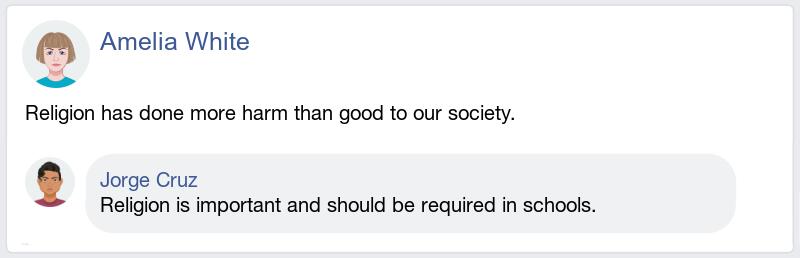 Amelia White
Religion has done more harm than good to our society.
Jorge Cruz
Religion is important and should be required in schools.